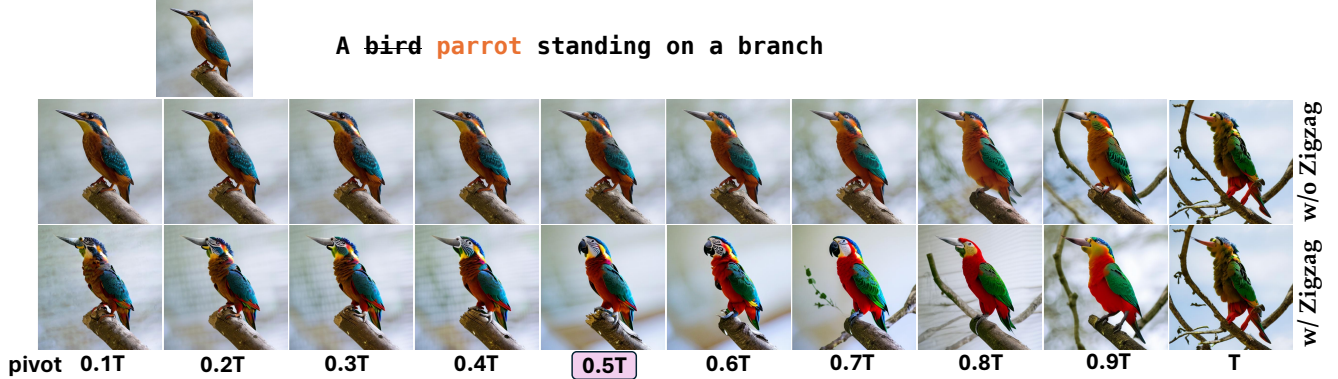 A bird parrot standing on a branch
w/o Zigzag
w/ Zigzag
pivot 0.1T 0.2T 0.3T 0.4T 0.5T 0.6T 0.7T 0.8T 0.9T T